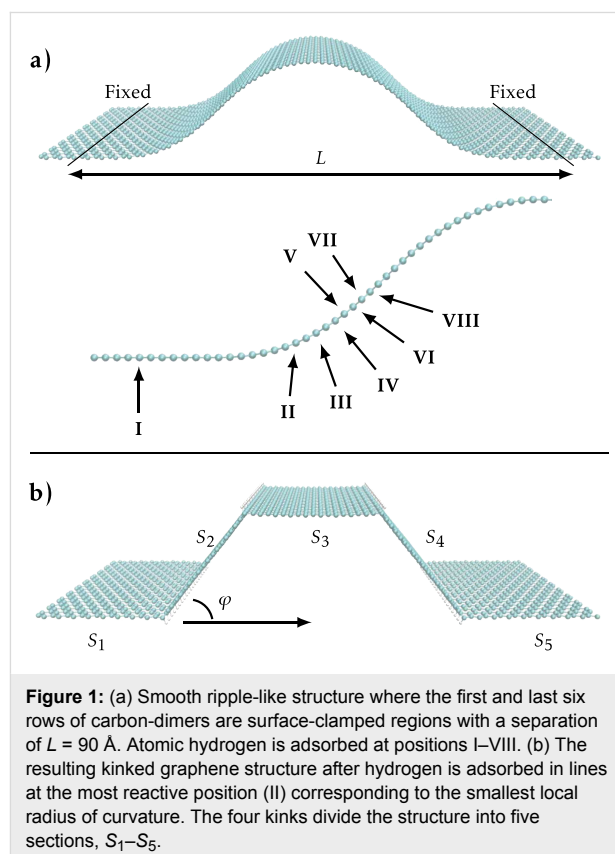 a)
Fixed
Fixed
L
VII
V
VIII
VI
IV
III
II
I
b)
S2
S3
S4
φ
S1
S5
Figure 1: (a) Smooth ripple-like structure where the first and last six
rows of carbon-dimers are surface-clamped regions with a separation
of L = 90 Å. Atomic hydrogen is adsorbed at positions I–VIII. (b) The
resulting kinked graphene structure after hydrogen is adsorbed in lines
at the most reactive position (II) corresponding to the smallest local
radius of curvature. The four kinks divide the structure into five
sections, S1–S5.